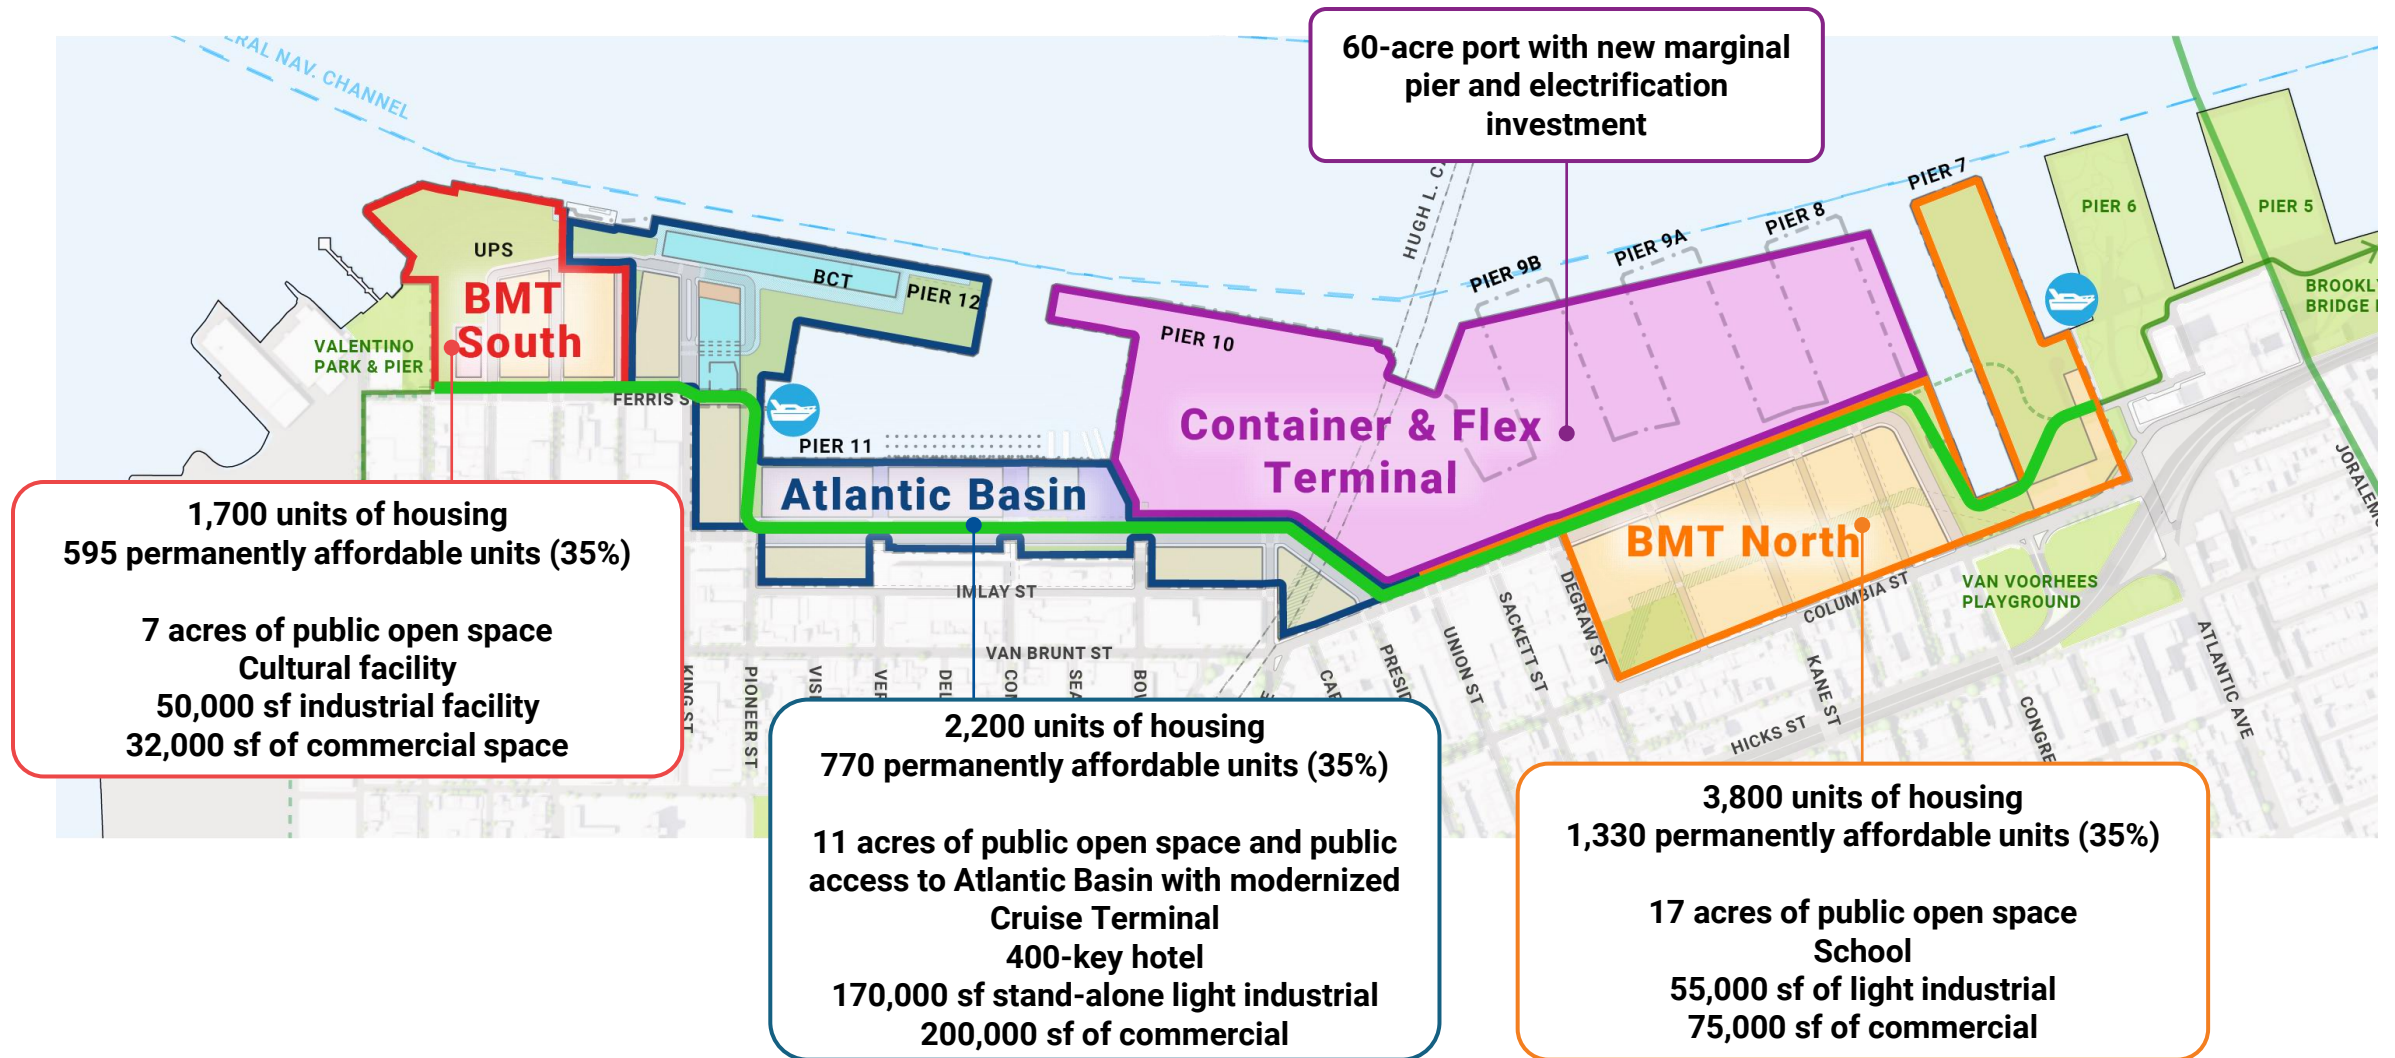 60-acre port with new marginal
pier and electrification
investment
NAV. CHANNEL
HUGH L.
PIER 7
PIER 6
PIER 5
PIER 8
PIER 9A
PIER 9B
UPS
BCT
PIER 12
BMT
South
PIER 10
VALENTINO
PARK & PIER
FERRIS S
PIER 11
Container & Flex
Terminal
Atlantic Basin
BMT North
BRIDGE
IMLAY ST
VAN BRUNT ST
KING ST
PIONEER ST
UNION ST
SACKETT ST
DEGRAW ST
COLUMBIA ST
KANE ST
HICKS ST
VAN VOORHEES
PLAYGROUND
ATLANTIC AVE
1,700 units of housing
595 permanently affordable units (35%)
7 acres of public open space
Cultural facility
50,000 sf industrial facility
32,000 sf of commercial space
2,200 units of housing
770 permanently affordable units (35%)
11 acres of public open space and public
access to Atlantic Basin with modernized
Cruise Terminal
400-key hotel
170,000 sf stand-alone light industrial
200,000 sf of commercial
3,800 units of housing
1,330 permanently affordable units (35%)
17 acres of public open space
School
55,000 sf of light industrial
75,000 sf of commercial